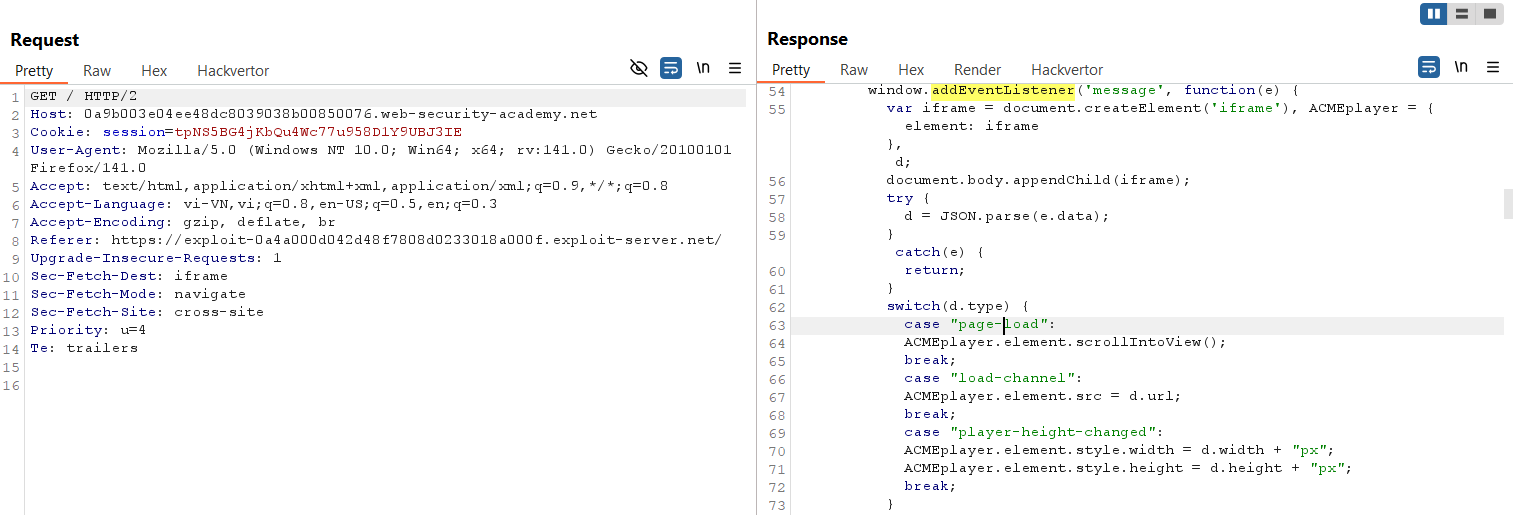 Request
Pretty Raw Hex Hackvertor
\n
1 GET / HTTP/2
2 Host: 0a9b003e04ee48dc8039038b00850076.web-security-academy.net
3 Cookie: session=tpNS5BG4jKbQu4Wc77u958D1Y9UBJ3IE
4 User-Agent: Mozilla/5.0 (Windows NT 10.0; Win64; x64; rv:141.0) Gecko/20100101
Firefox/141.0
5 Accept: text/html,application/xhtml+xml,application/xml;q=0.9,*/*;q=0.8
6 Accept-Language: vi-VN,vi;q=0.8,en-US;q=0.5,en;q=0.3
7 Accept-Encoding: gzip, deflate, br
8 Referer: https://exploit-0a4a000d042d48f7808d0233018a000f.exploit-server.net/
9 Upgrade-Insecure-Requests: 1
10 Sec-Fetch-Dest: iframe
11 Sec-Fetch-Mode: navigate
12 Sec-Fetch-Site: cross-site
13 Priority: u=4
14 Te: trailers
15
16
Response
Pretty Raw Hex Render Hackvertor
\n
54 window.addEventListener('message', function(e) {
55 var iframe = document.createElement('iframe'), ACMEplayer = {
element: iframe
},
d;
56 document.body.appendChild(iframe);
57 try {
58 d = JSON.parse(e.data);
59 }
catch(e) {
60 return;
61 }
62 switch(d.type) {
63 case "page-load":
64 ACMEplayer.element.scrollIntoView();
65 break;
66 case "load-channel":
67 ACMEplayer.element.src = d.url;
68 break;
69 case "player-height-changed":
70 ACMEplayer.element.style.width = d.width + "px";
71 ACMEplayer.element.style.height = d.height + "px";
72 break;
73 }